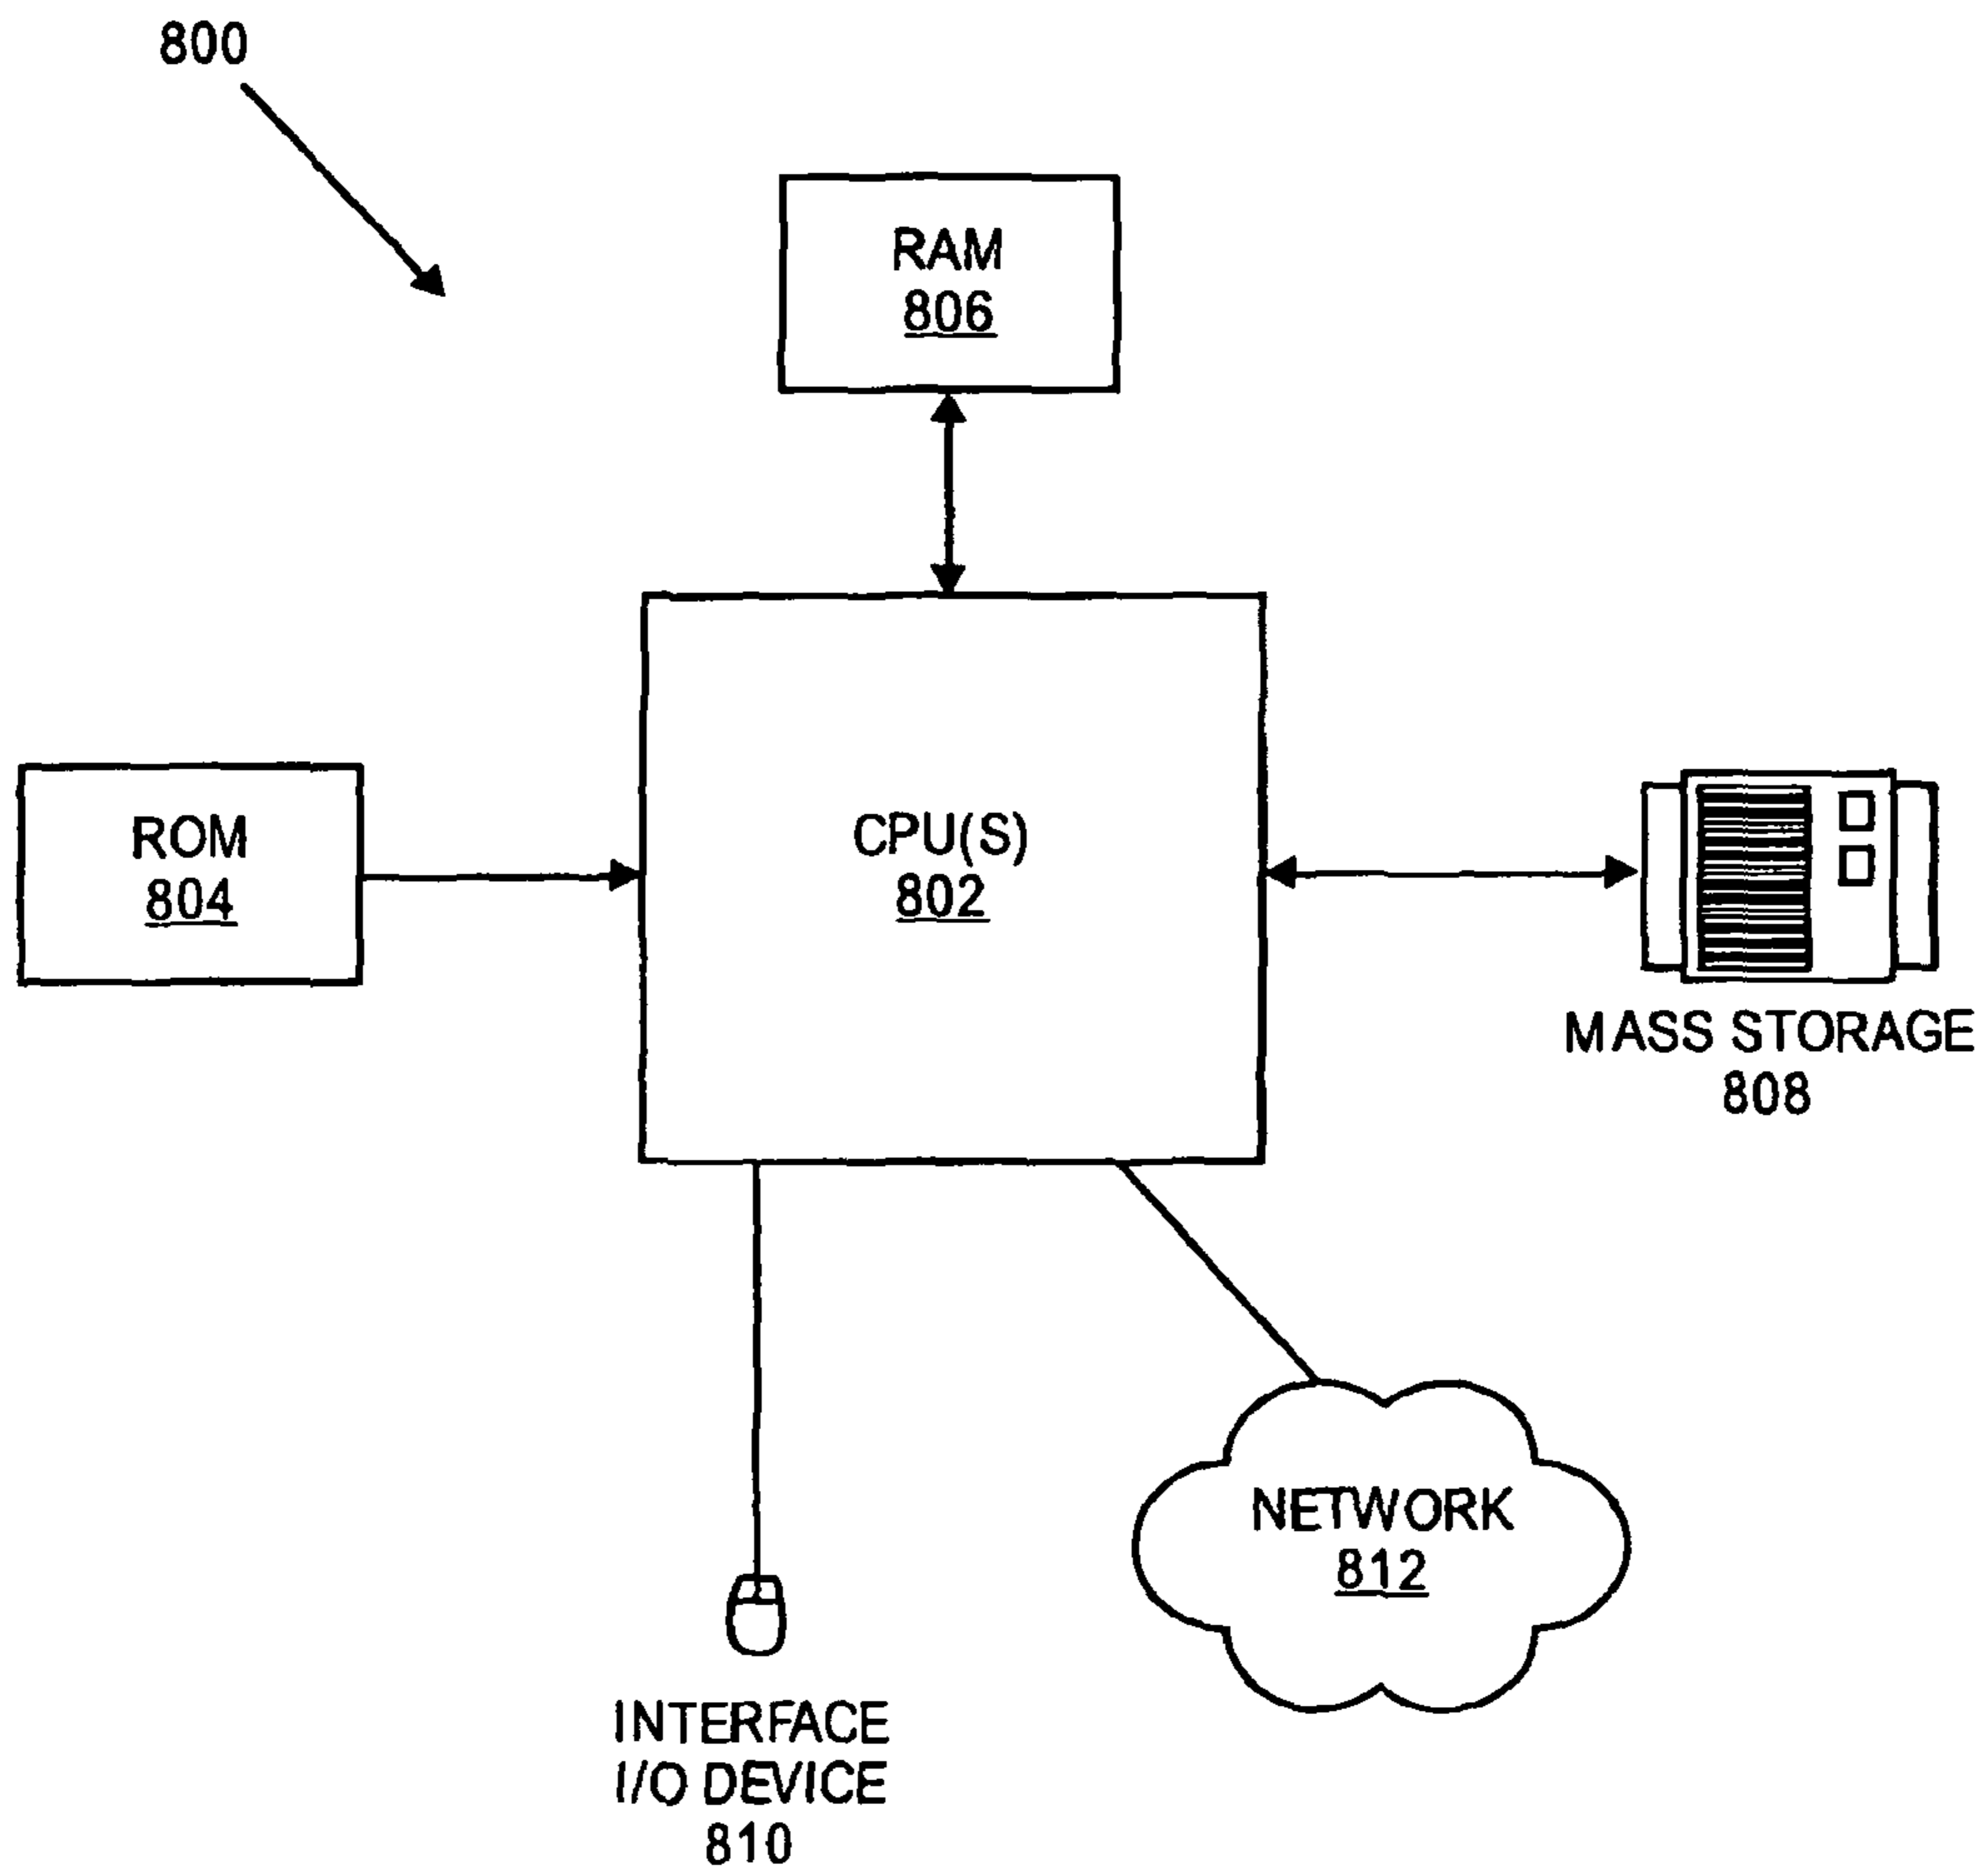 800
RAM
806
ROM
804
CPU(S)
802
MASS STORAGE
808
NETWORK
812
INTERFACE
I/O DEVICE
810